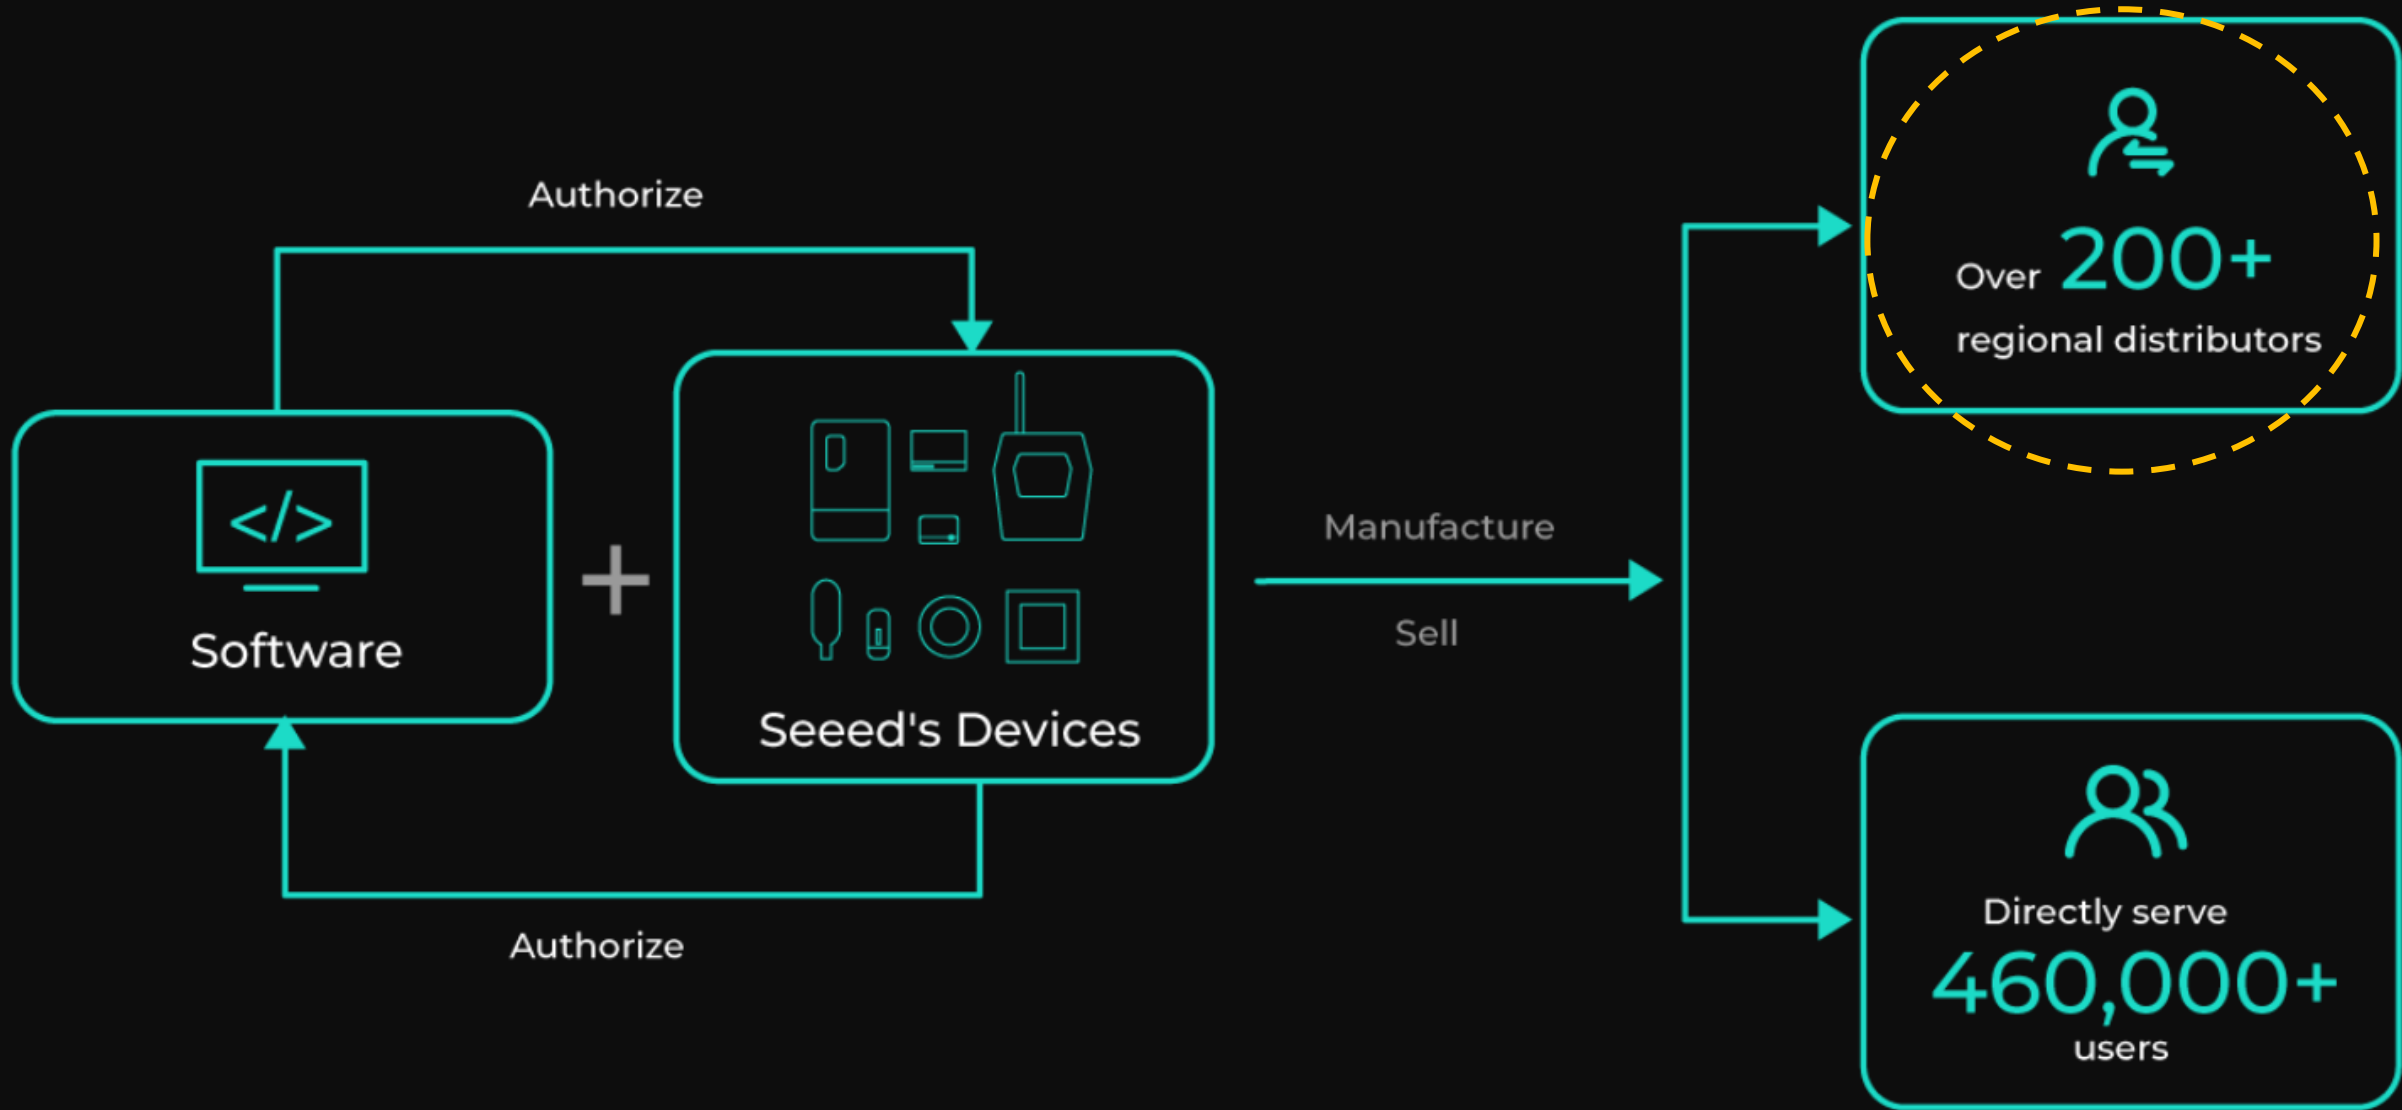 Authorize
</>
Software
+
Seeed's Devices
Authorize
Manufacture
Sell
Over 200+
regional distributors
Directly serve
460,000+
users